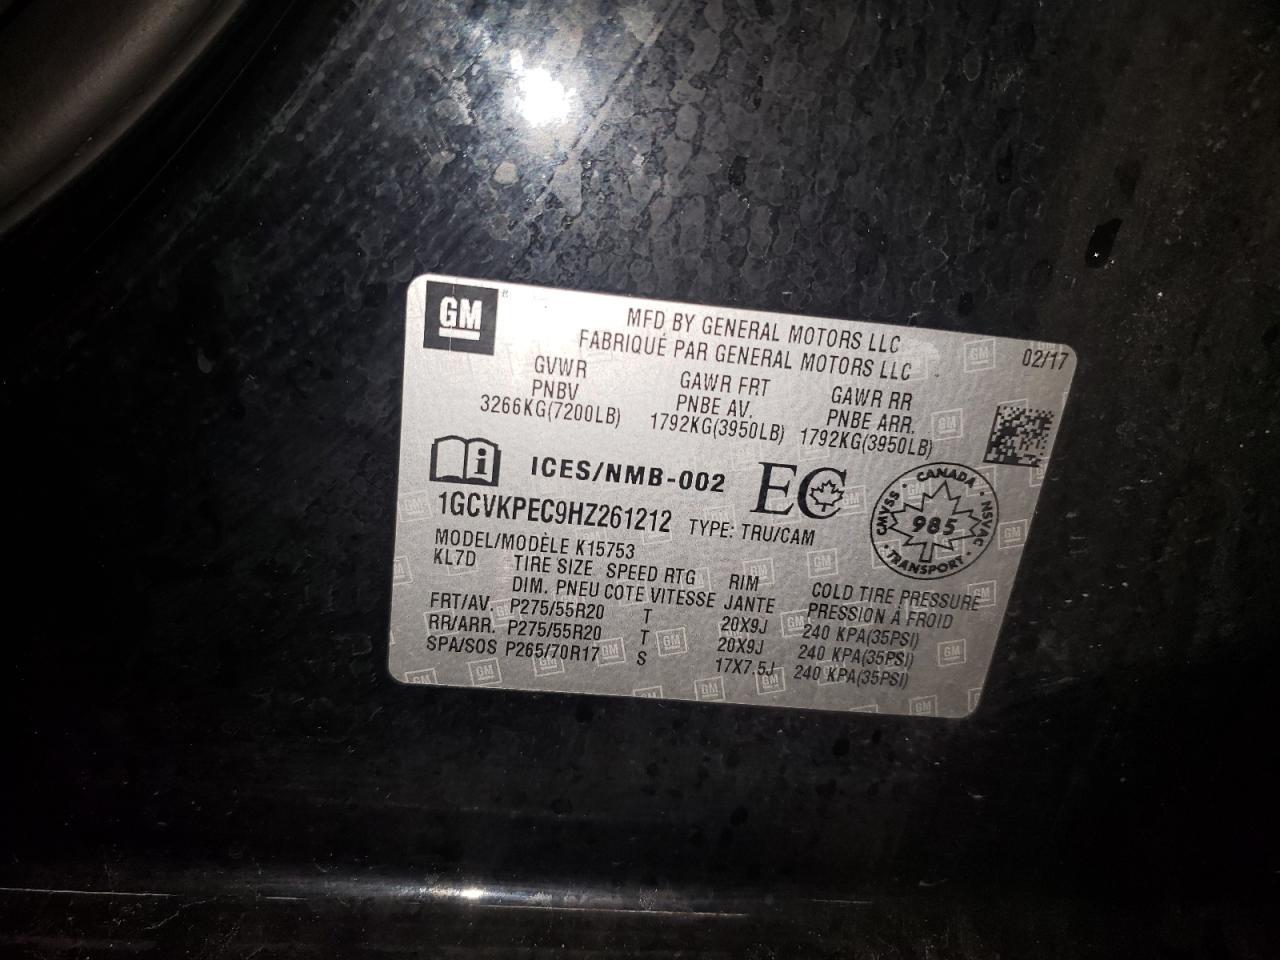 GM
MFD BY GENERAL MOTORS LLC
FABRIQUÉ PAR GENERAL MOTORS LLC
02/17
GVWR
PNBV
3266KG(7200LB)
GAWR FRT
PNBE AV.
1792KG(3950LB)
GAWR RR
PNBE ARR.
1792KG(3950LB)
i
ICES/NMB-002
EC
CANADA · NSVAC · TRANSPORT · CMVSS
985
1GCVKPEC9HZ261212 TYPE: TRU/CAM
MODEL/MODÈLE K15753
KL7D TIRE SIZE SPEED RTG RIM COLD TIRE PRESSURE
DIM. PNEU COTE VITESSE JANTE PRESSION À FROID
FRT/AV. P275/55R20 T 20X9J 240 KPA(35PSI)
RR/ARR. P275/55R20 T 20X9J 240 KPA(35PSI)
SPA/SOS P265/70R17 S 17X7.5J 240 KPA(35PSI)